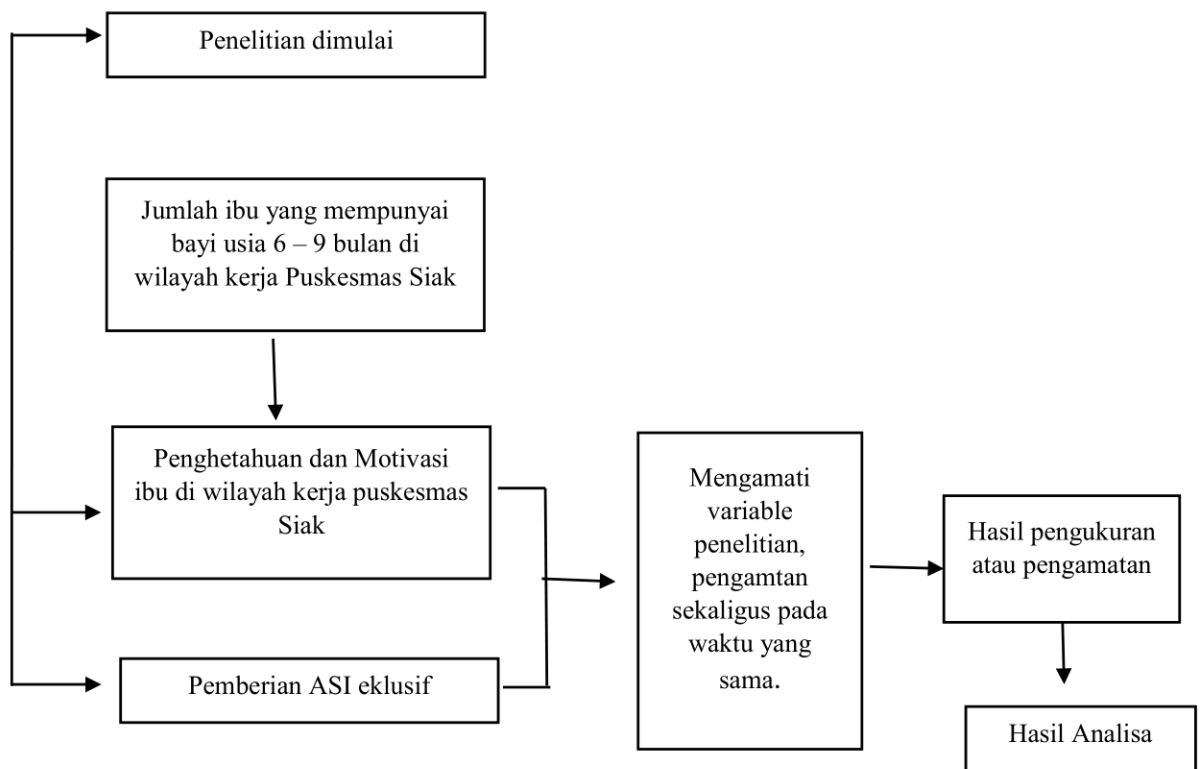 Penelitian dimulai
Jumlah ibu yang mempunyai
bayi usia 6 – 9 bulan di
wilayah kerja Puskesmas Siak
Penghetahuan dan Motivasi
ibu di wilayah kerja puskesmas
Siak
Pemberian ASI eklusif
Mengamati
variable
penelitian,
pengamtan
sekaligus pada
waktu yang
sama.
Hasil pengukuran
atau pengamatan
Hasil Analisa